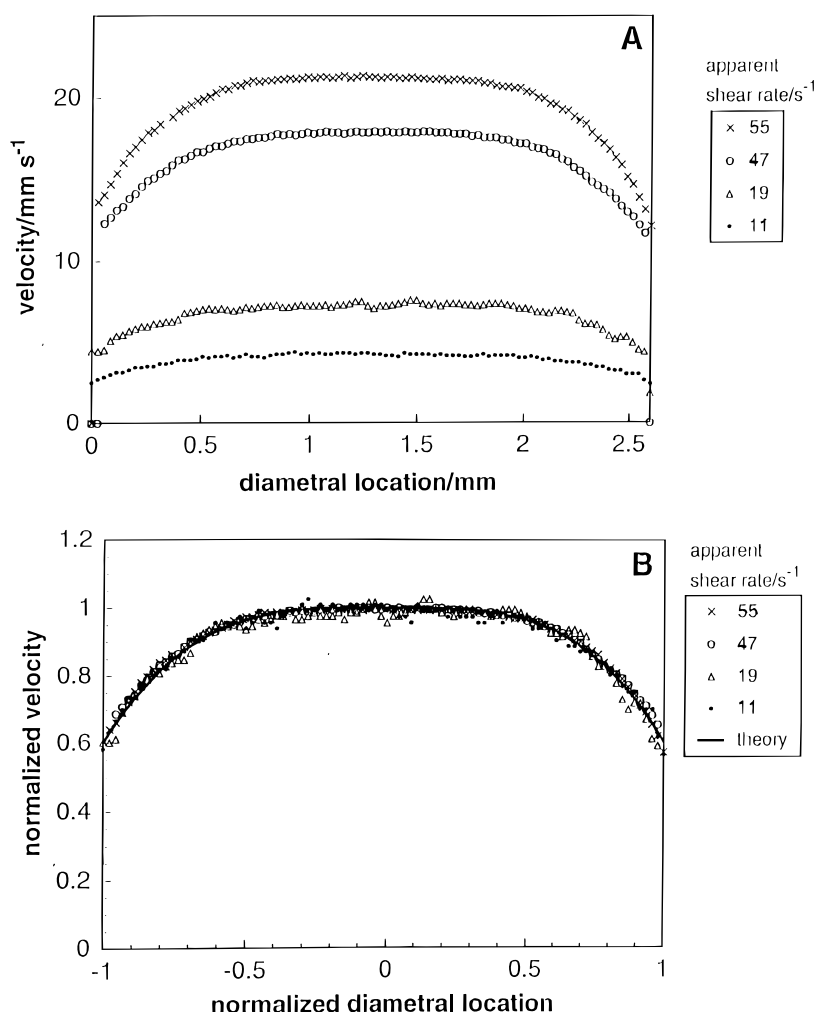 A
apparent
shear rate/s-1
× 55
o 47
△ 19
• 11
velocity/mm s-1
20
10
0
0 0.5 1 1.5 2 2.5
diametral location/mm
B
apparent
shear rate/s-1
× 55
o 47
△ 19
• 11
— theory
normalized velocity
1.2
1
0.8
0.6
0.4
0.2
0
-1 -0.5 0 0.5 1
normalized diametral location